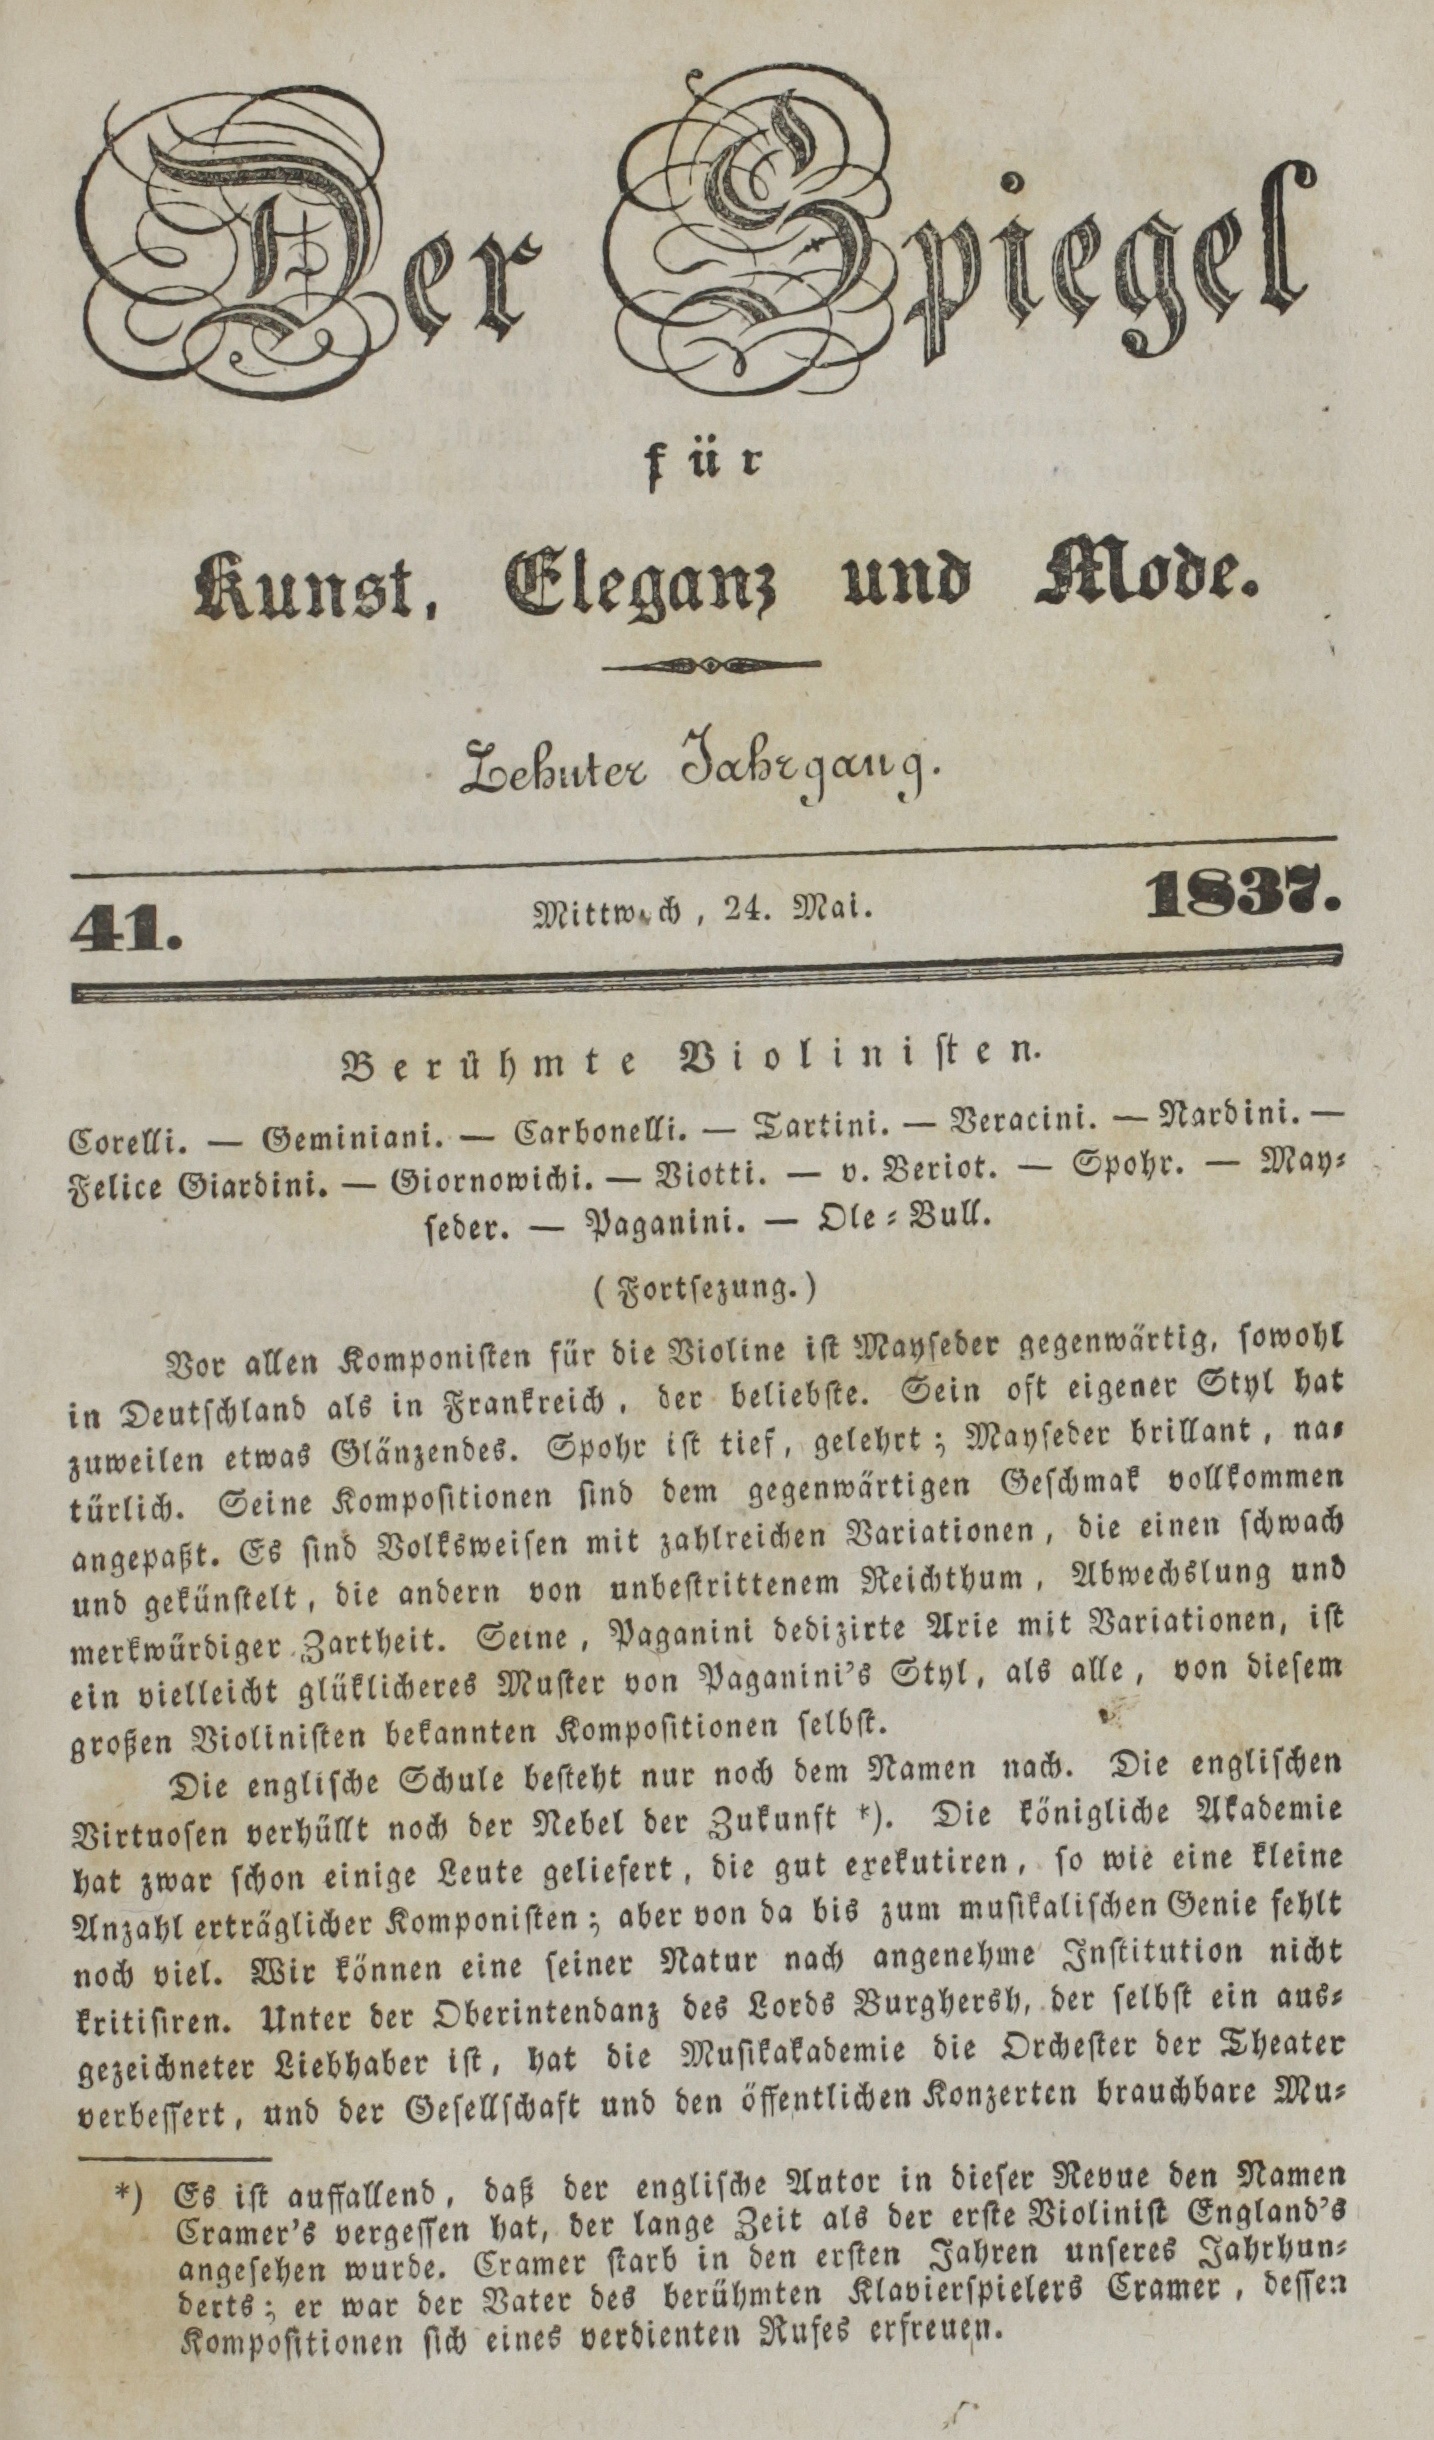 Der Spiegel
für
Kunst, Eleganz und Mode.
Zehnter Jahrgang.
41.
Mittwoch, 24. Mai.
1837.
Berühmte Violinisten.
Corelli. — Geminiani. — Carbonelli. — Tartini. — Veracini. — Nardini. —
Felice Giardini. — Giornowichi. — Viotti. — v. Beriot. — Spohr. — May-
seder. — Paganini. — Ole-Bull.
(Fortsezung.)
Vor allen Komponisten für die Violine ist Mayseder gegenwärtig, sowohl
in Deutschland als in Frankreich, der beliebste. Sein oft eigener Styl hat
zuweilen etwas Glänzendes. Spohr ist tief, gelehrt; Mayseder brillant, na-
türlich. Seine Kompositionen sind dem gegenwärtigen Geschmak vollkommen
angepaßt. Es sind Volksweisen mit zahlreichen Variationen, die einen schwach
und gekünstelt, die andern von unbestrittenem Reichthum, Abwechslung und
merkwürdiger Zartheit. Seine, Paganini dedizirte Arie mit Variationen, ist
ein vielleicht glüklicheres Muster von Paganini's Styl, als alle, von diesem
großen Violinisten bekannten Kompositionen selbst.
Die englische Schule besteht nur noch dem Namen nach. Die englischen
Virtuosen verhüllt noch der Nebel der Zukunft *). Die königliche Akademie
hat zwar schon einige Leute geliefert, die gut exekutiren, so wie eine kleine
Anzahl erträglicher Komponisten; aber von da bis zum musikalischen Genie fehlt
noch viel. Wir können eine seiner Natur nach angenehme Institution nicht
kritisiren. Unter der Oberintendanz des Lords Burghersh, der selbst ein aus-
gezeichneter Liebhaber ist, hat die Musikakademie die Orchester der Theater
verbessert, und der Gesellschaft und den öffentlichen Konzerten brauchbare Mu-
*) Es ist auffallend, daß der englische Autor in dieser Revue den Namen
Cramer's vergessen hat, der lange Zeit als der erste Violinist England's
angesehen wurde. Cramer starb in den ersten Jahren unseres Jahrhun-
derts; er war der Vater des berühmten Klavierspielers Cramer, dessen
Kompositionen sich eines verdienten Rufes erfreuen.